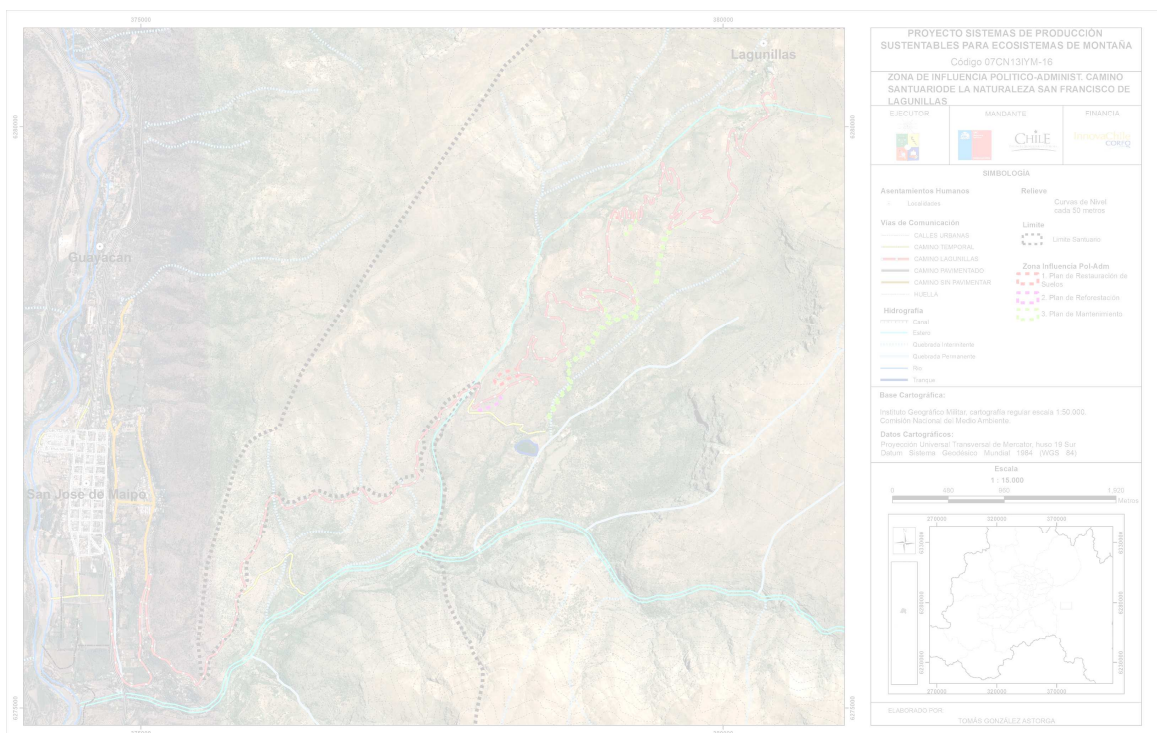 Lagunillas
Guayacán
San José de Maipo
PROYECTO SISTEMAS DE PRODUCCIÓN
SUSTENTABLES PARA ECOSISTEMAS DE MONTAÑA
Código 07CN13IYM-16
ZONA DE INFLUENCIA POLITICO-ADMINIST. CAMINO
SANTUARIODE LA NATURALEZA SAN FRANCISCO DE
LAGUNILLAS
EJECUTOR
MANDANTE
FINANCIA
CHILE
CORFO
SIMBOLOGÍA
Asentamientos Humanos
Localidades
Vías de Comunicación
CALLES URBANAS
CAMINO TEMPORAL
CAMINO LAGUNILLAS
CAMINO PAVIMENTADO
CAMINO SIN PAVIMENTAR
HUELLA
Hidrografía
Canal
Estero
Quebrada Intermitente
Quebrada Permanente
Río
Tranque
Relieve
Curvas de Nivel
cada 50 metros
Límite
Limite Santuario
Zona Influencia Pol-Adm
1. Plan de Restauración de
Suelos
2. Plan de Reforestación
3. Plan de Mantenimiento
Base Cartográfica:
Instituto Geográfico Militar, cartografía regular escala 1:50.000.
Comisión Nacional del Medio Ambiente.
Datos Cartográficos:
Proyección Universal Transversal de Mercator, huso 19 Sur
Datum Sistema Geodésico Mundial 1984 (WGS 84)
Escala
1 : 15.000
0
Metros
270000 320000 370000
270000 320000 370000
ELABORADO POR:
TOMÁS GONZÁLEZ ASTORGA